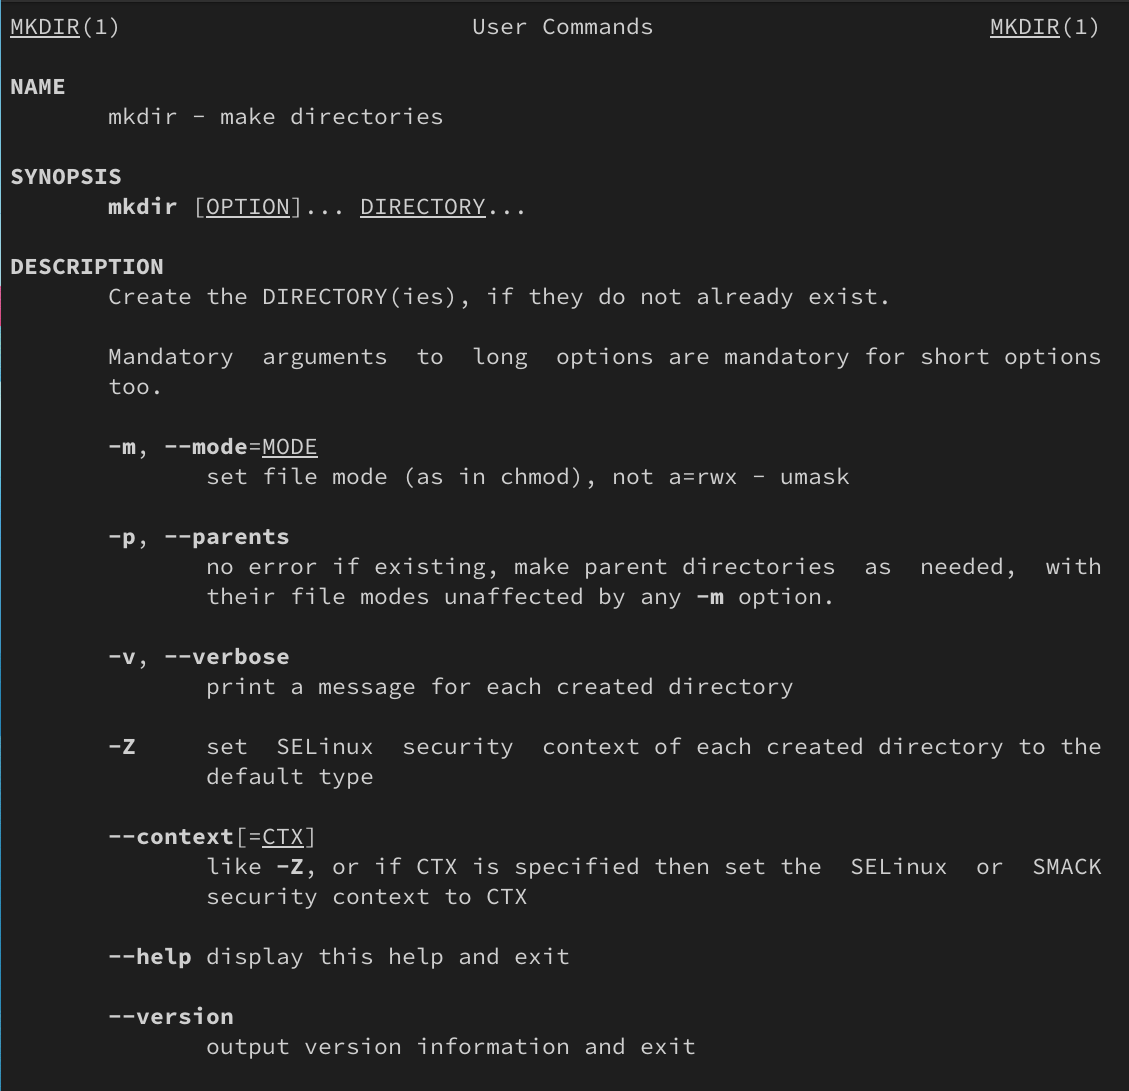 MKDIR(1) User Commands MKDIR(1)
NAME
mkdir - make directories
SYNOPSIS
mkdir [OPTION]... DIRECTORY...
DESCRIPTION
Create the DIRECTORY(ies), if they do not already exist.
Mandatory arguments to long options are mandatory for short options
too.
-m, --mode=MODE
set file mode (as in chmod), not a=rwx - umask
-p, --parents
no error if existing, make parent directories as needed, with
their file modes unaffected by any -m option.
-v, --verbose
print a message for each created directory
-Z set SELinux security context of each created directory to the
default type
--context[=CTX]
like -Z, or if CTX is specified then set the SELinux or SMACK
security context to CTX
--help display this help and exit
--version
output version information and exit